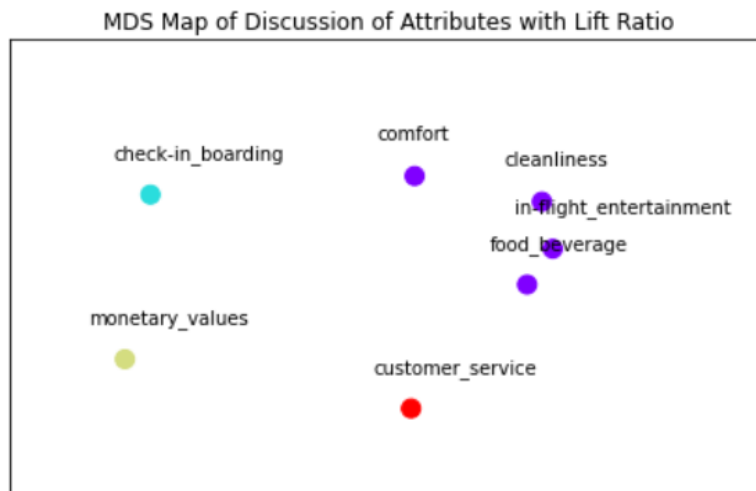 MDS Map of Discussion of Attributes with Lift Ratio
comfort
check-in_boarding
cleanliness
in-flight_entertainment
food_beverage
monetary_values
customer_service